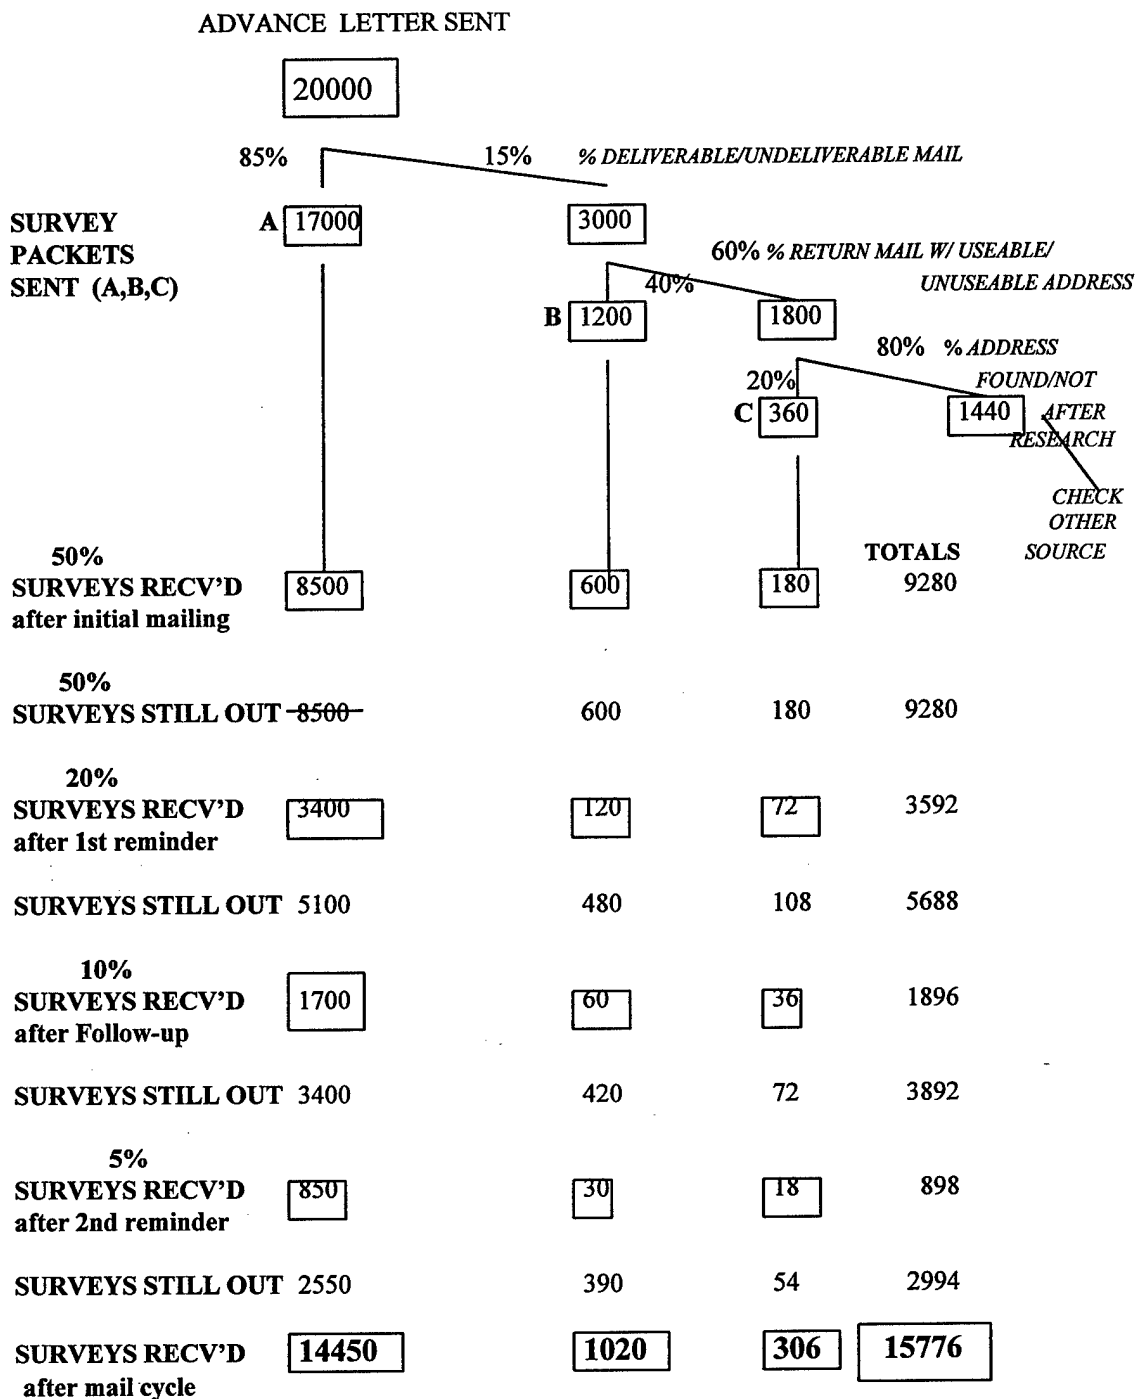 ADVANCE LETTER SENT
20000
85% 15% % DELIVERABLE/UNDELIVERABLE MAIL
SURVEY A 17000 3000
PACKETS 60% % RETURN MAIL W/ USEABLE/
SENT (A,B,C) 40% UNUSEABLE ADDRESS
B 1200 1800
80% % ADDRESS
20% FOUND/NOT
C 360 1440 AFTER
RESEARCH
CHECK
OTHER
50% TOTALS SOURCE
SURVEYS RECV'D 8500 600 180 9280
after initial mailing
50%
SURVEYS STILL OUT 8500 600 180 9280
20%
SURVEYS RECV'D 3400 120 72 3592
after 1st reminder
SURVEYS STILL OUT 5100 480 108 5688
10%
SURVEYS RECV'D 1700 60 36 1896
after Follow-up
SURVEYS STILL OUT 3400 420 72 3892
5%
SURVEYS RECV'D 850 30 18 898
after 2nd reminder
SURVEYS STILL OUT 2550 390 54 2994
SURVEYS RECV'D 14450 1020 306 15776
after mail cycle